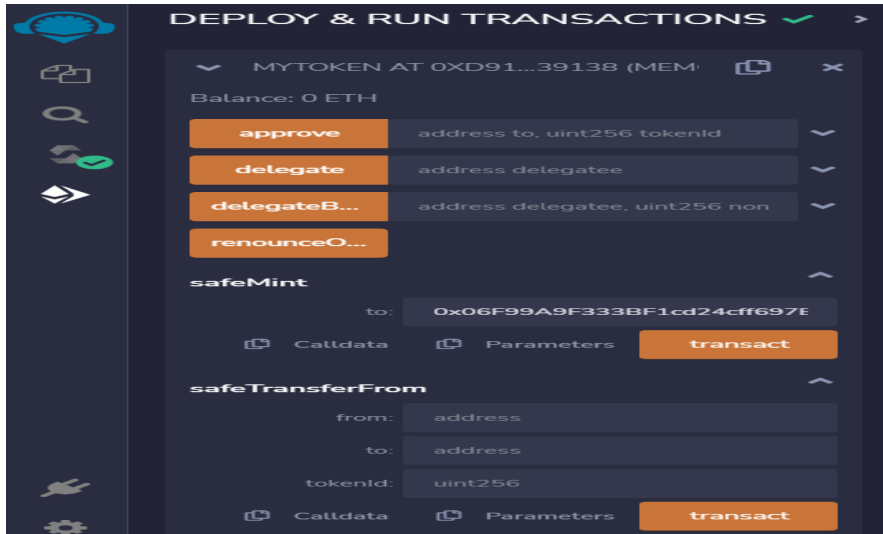 DEPLOY & RUN TRANSACTIONS
MYTOKEN AT 0XD91...39138 (MEM
Balance: 0 ETH
approve address to, uint256 tokenId
delegate address delegatee
delegateB... address delegatee, uint256 non
renounceO...
safeMint
to: 0x06F99A9F333BF1cd24cff697E
Calldata Parameters transact
safeTransferFrom
from: address
to: address
tokenId: uint256
Calldata Parameters transact